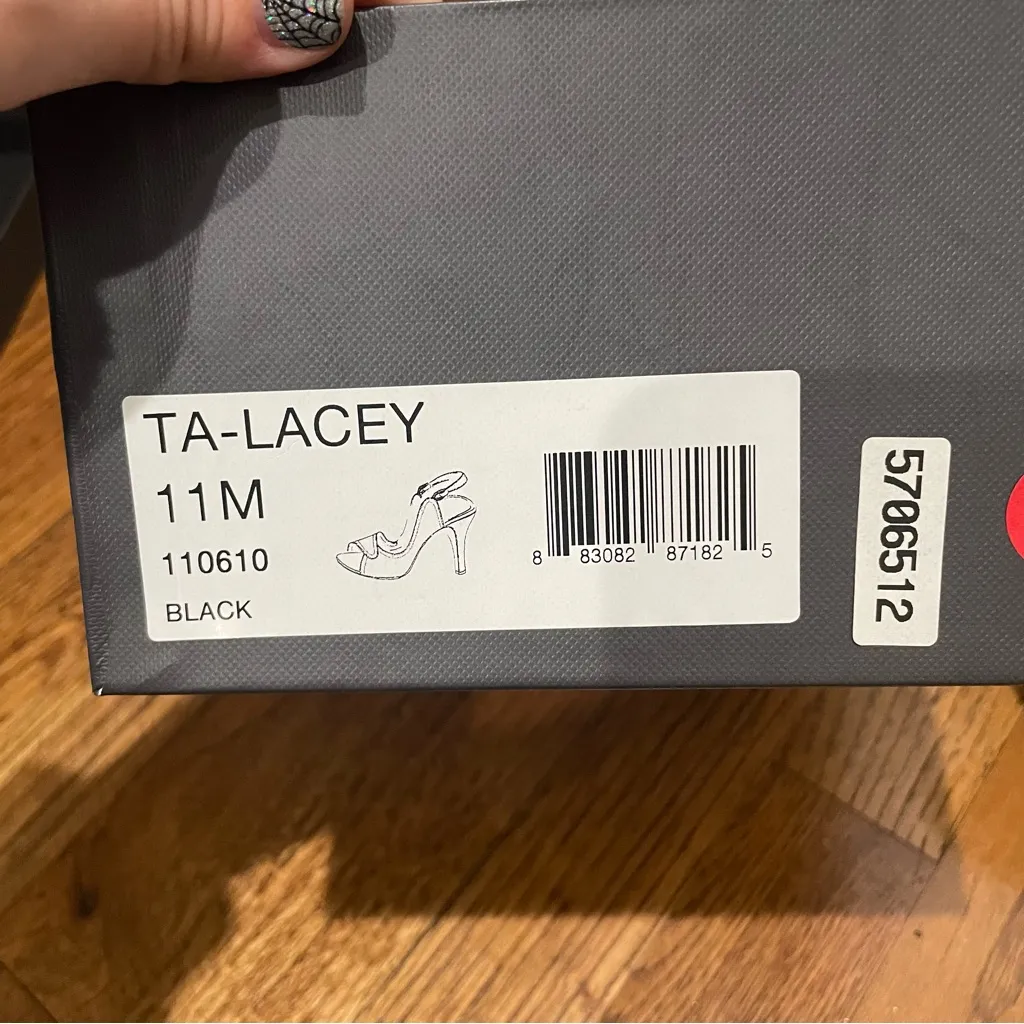 TA-LACEY
11M
110610
BLACK
8 83082 87182 5
5706512